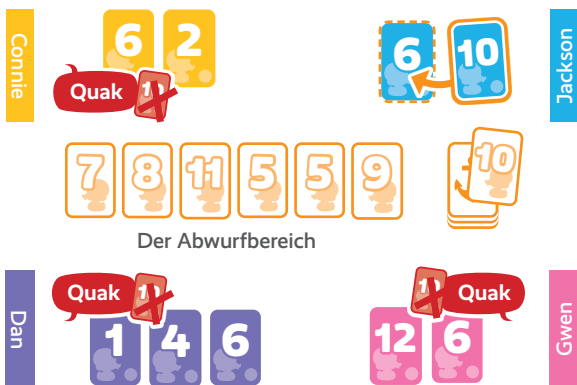 Connie
6 2
Quak 10
6 10
Jackson
7 8 11 5 5 9
10
Der Abwurfbereich
Dan
Quak 10
1 4 6
10 Quak
12 6
Gwen